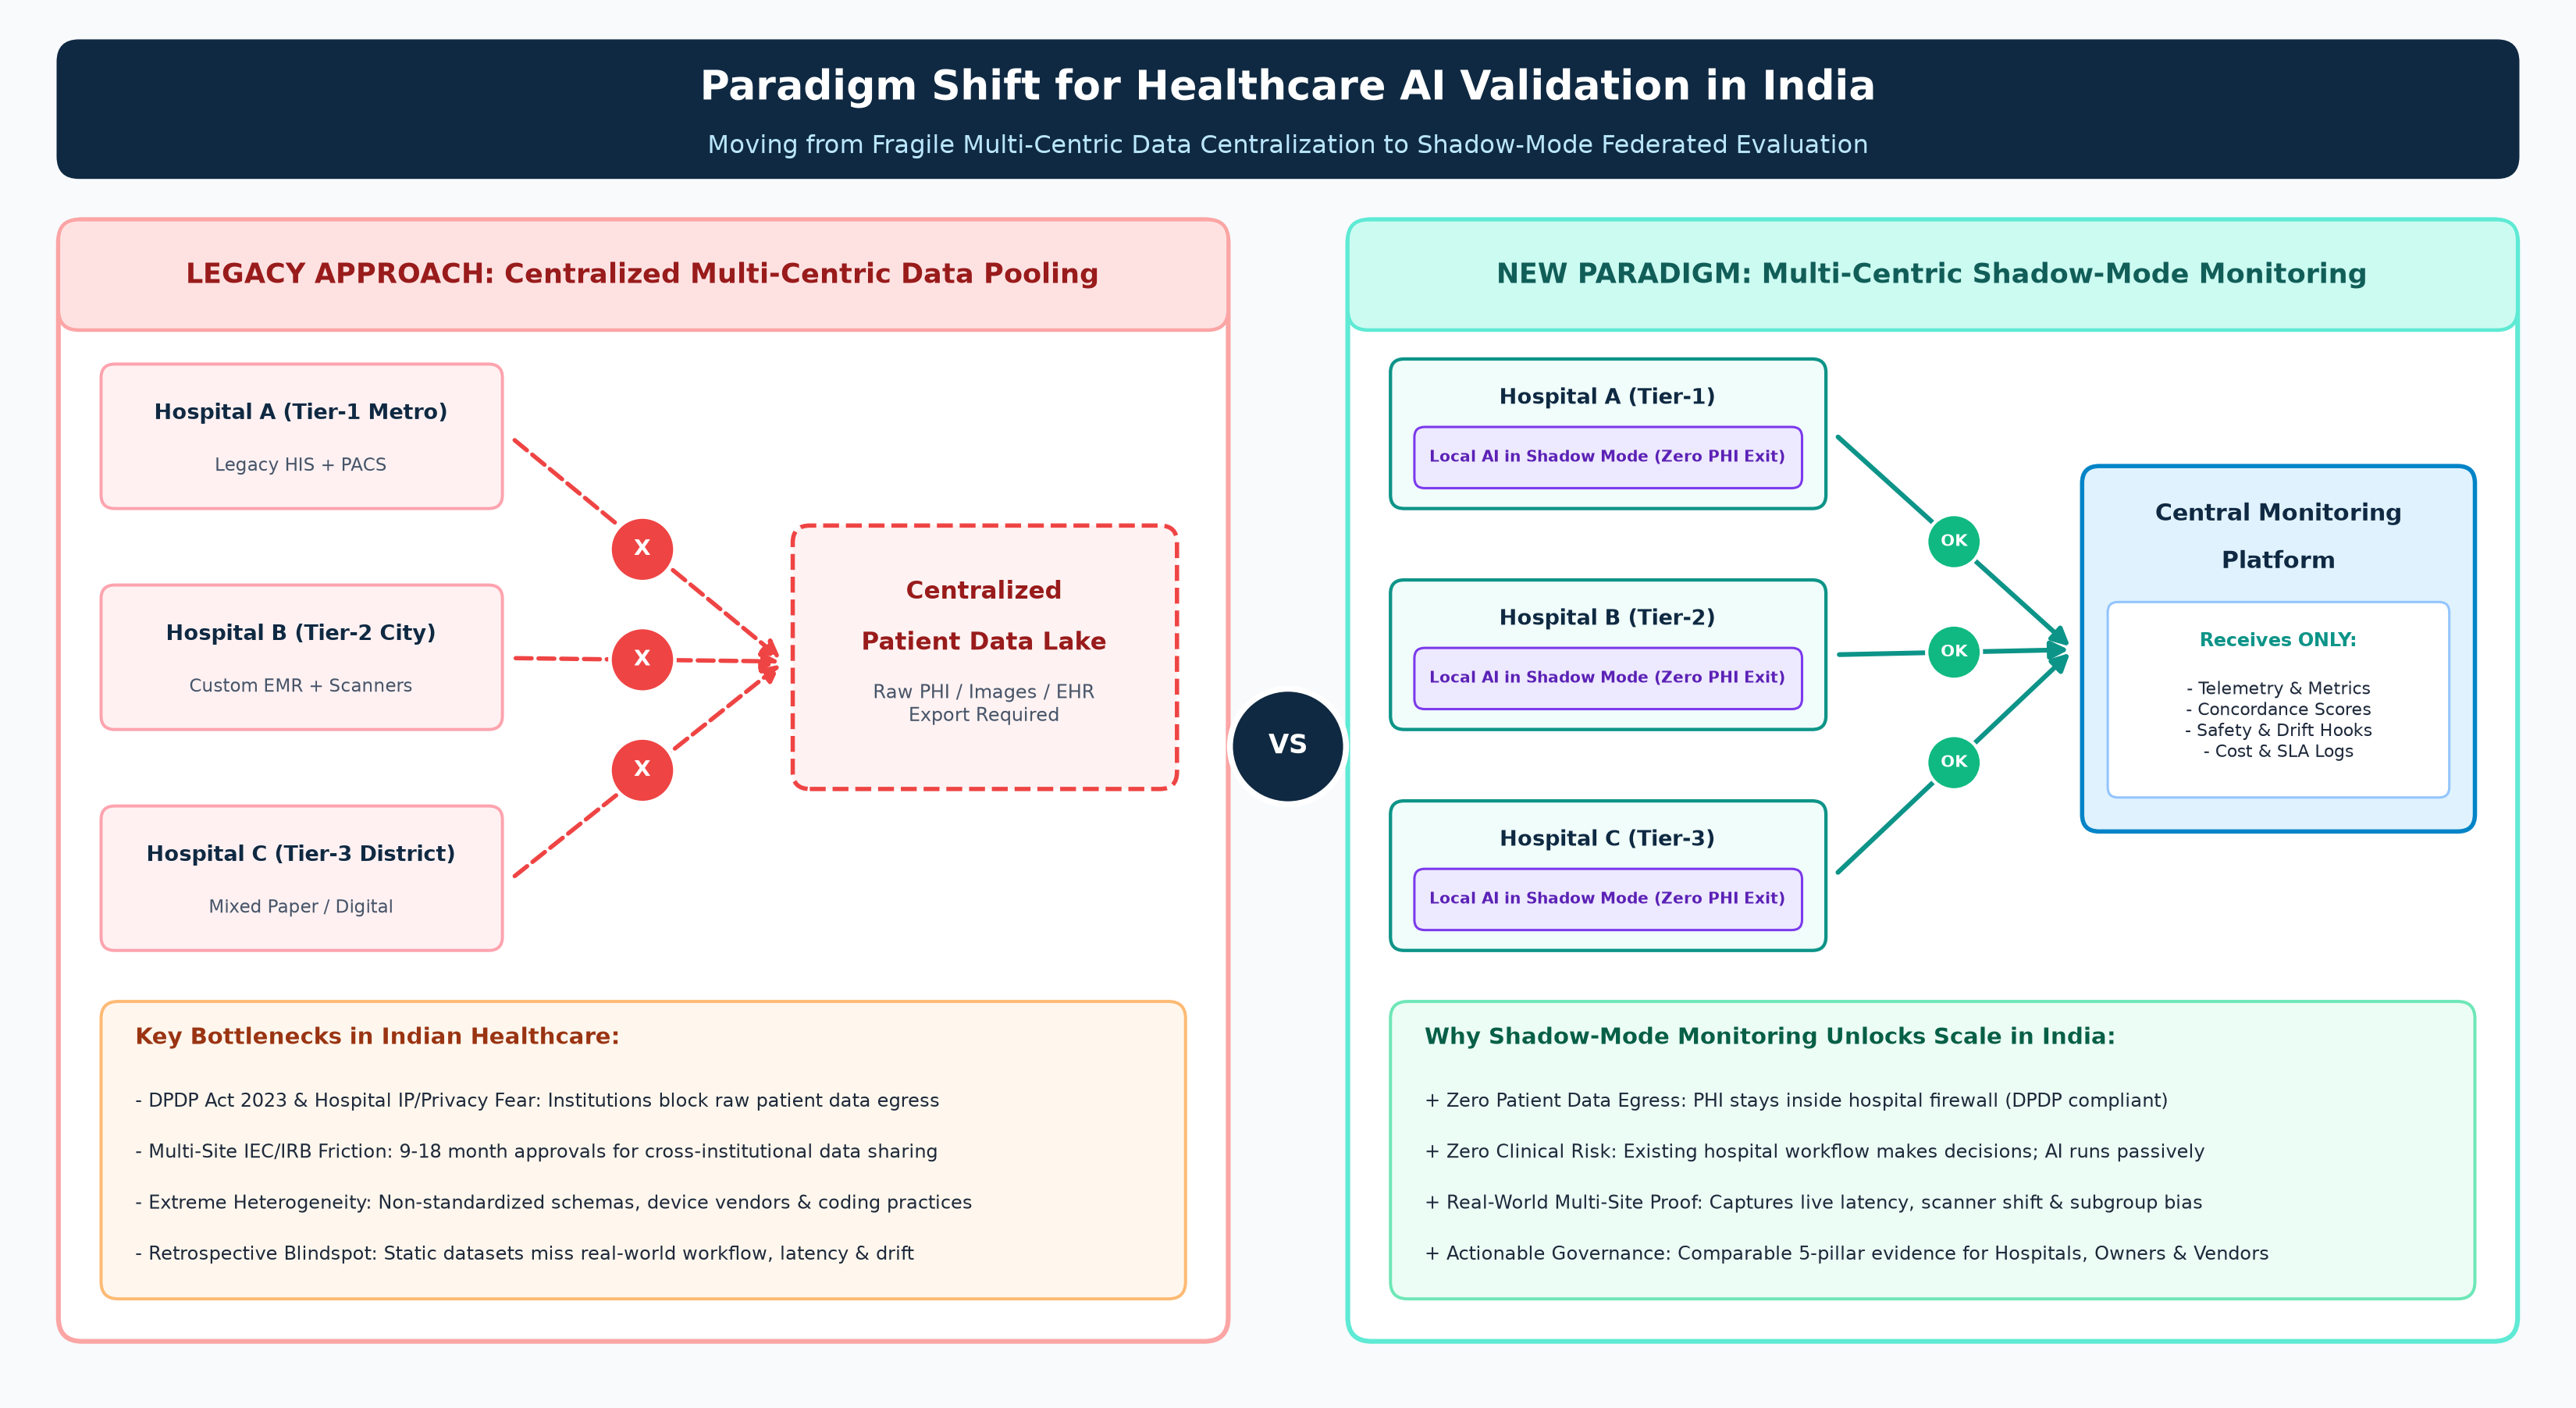 Paradigm Shift for Healthcare AI Validation in India
Moving from Fragile Multi-Centric Data Centralization to Shadow-Mode Federated Evaluation
LEGACY APPROACH: Centralized Multi-Centric Data Pooling
Hospital A (Tier-1 Metro)
Legacy HIS + PACS
X
Hospital B (Tier-2 City)
Custom EMR + Scanners
X
Hospital C (Tier-3 District)
Mixed Paper / Digital
X
Centralized
Patient Data Lake
Raw PHI / Images / EHR
Export Required
Key Bottlenecks in Indian Healthcare:
- DPDP Act 2023 & Hospital IP/Privacy Fear: Institutions block raw patient data egress
- Multi-Site IEC/IRB Friction: 9-18 month approvals for cross-institutional data sharing
- Extreme Heterogeneity: Non-standardized schemas, device vendors & coding practices
- Retrospective Blindspot: Static datasets miss real-world workflow, latency & drift
VS
NEW PARADIGM: Multi-Centric Shadow-Mode Monitoring
Hospital A (Tier-1)
Local AI in Shadow Mode (Zero PHI Exit)
OK
Hospital B (Tier-2)
Local AI in Shadow Mode (Zero PHI Exit)
OK
Hospital C (Tier-3)
Local AI in Shadow Mode (Zero PHI Exit)
OK
Central Monitoring
Platform
Receives ONLY:
- Telemetry & Metrics
- Concordance Scores
- Safety & Drift Hooks
- Cost & SLA Logs
Why Shadow-Mode Monitoring Unlocks Scale in India:
+ Zero Patient Data Egress: PHI stays inside hospital firewall (DPDP compliant)
+ Zero Clinical Risk: Existing hospital workflow makes decisions; AI runs passively
+ Real-World Multi-Site Proof: Captures live latency, scanner shift & subgroup bias
+ Actionable Governance: Comparable 5-pillar evidence for Hospitals, Owners & Vendors